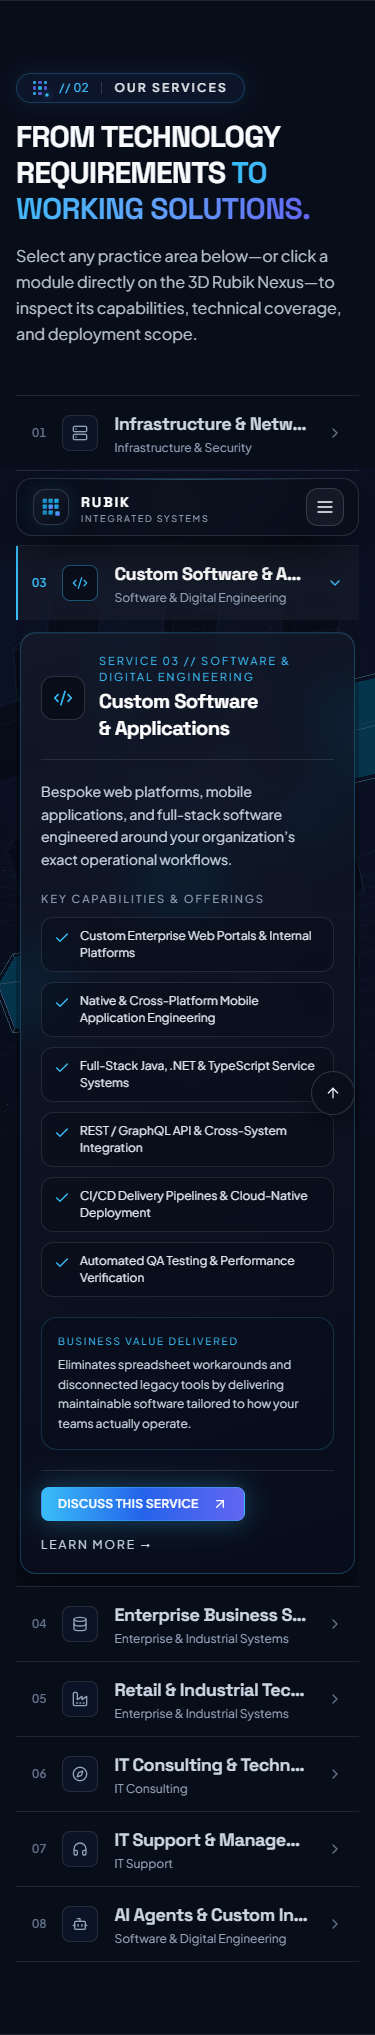 // 02 | OUR SERVICES
FROM TECHNOLOGY
REQUIREMENTS TO
WORKING SOLUTIONS.
Select any practice area below—or click a
module directly on the 3D Rubik Nexus—to
inspect its capabilities, technical coverage,
and deployment scope.
01
Infrastructure & Netw...
Infrastructure & Security
RUBIK
INTEGRATED SYSTEMS
03
Custom Software & A...
Software & Digital Engineering
SERVICE 03 // SOFTWARE &
DIGITAL ENGINEERING
Custom Software
& Applications
Bespoke web platforms, mobile
applications, and full-stack software
engineered around your organization's
exact operational workflows.
KEY CAPABILITIES & OFFERINGS
Custom Enterprise Web Portals & Internal
Platforms
Native & Cross-Platform Mobile
Application Engineering
Full-Stack Java, .NET & TypeScript Service
Systems
REST / GraphQL API & Cross-System
Integration
CI/CD Delivery Pipelines & Cloud-Native
Deployment
Automated QA Testing & Performance
Verification
BUSINESS VALUE DELIVERED
Eliminates spreadsheet workarounds and
disconnected legacy tools by delivering
maintainable software tailored to how your
teams actually operate.
DISCUSS THIS SERVICE
LEARN MORE →
04
Enterprise Business S...
Enterprise & Industrial Systems
05
Retail & Industrial Tec...
Enterprise & Industrial Systems
06
IT Consulting & Techn...
IT Consulting
07
IT Support & Manage...
IT Support
08
AI Agents & Custom In...
Software & Digital Engineering